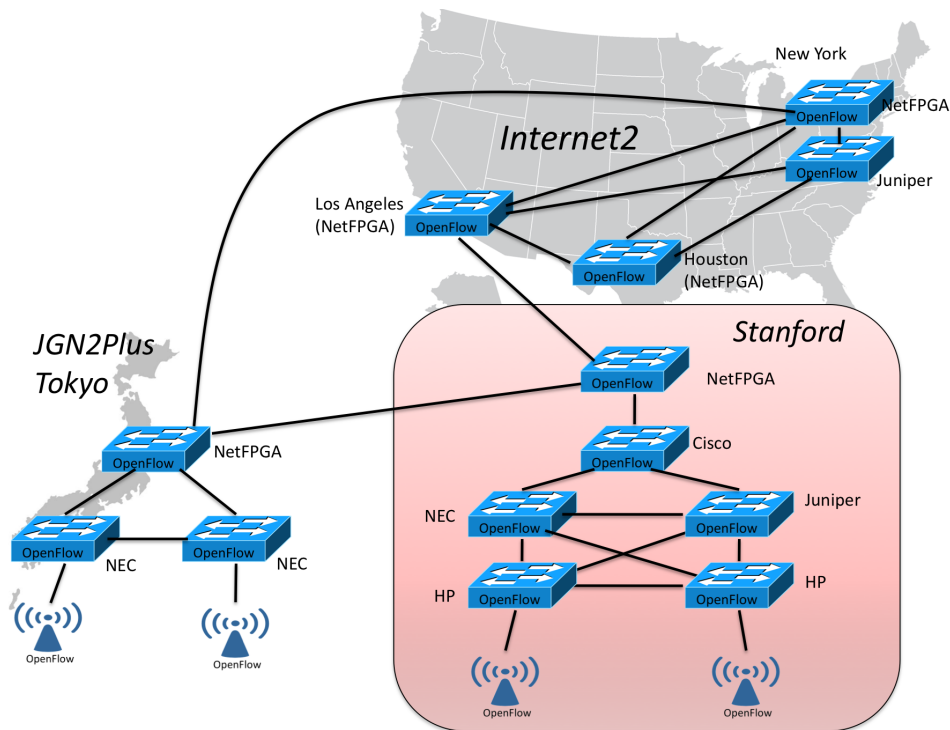 New York
NetFPGA
OpenFlow
Internet2
OpenFlow
Juniper
Los Angeles
(NetFPGA)
OpenFlow
Houston
(NetFPGA)
OpenFlow
Stanford
JGN2Plus
Tokyo
OpenFlow
NetFPGA
OpenFlow
NetFPGA
Cisco
OpenFlow
NEC
OpenFlow
Juniper
OpenFlow
OpenFlow
NEC
OpenFlow
NEC
HP
OpenFlow
HP
OpenFlow
OpenFlow
OpenFlow
OpenFlow
OpenFlow